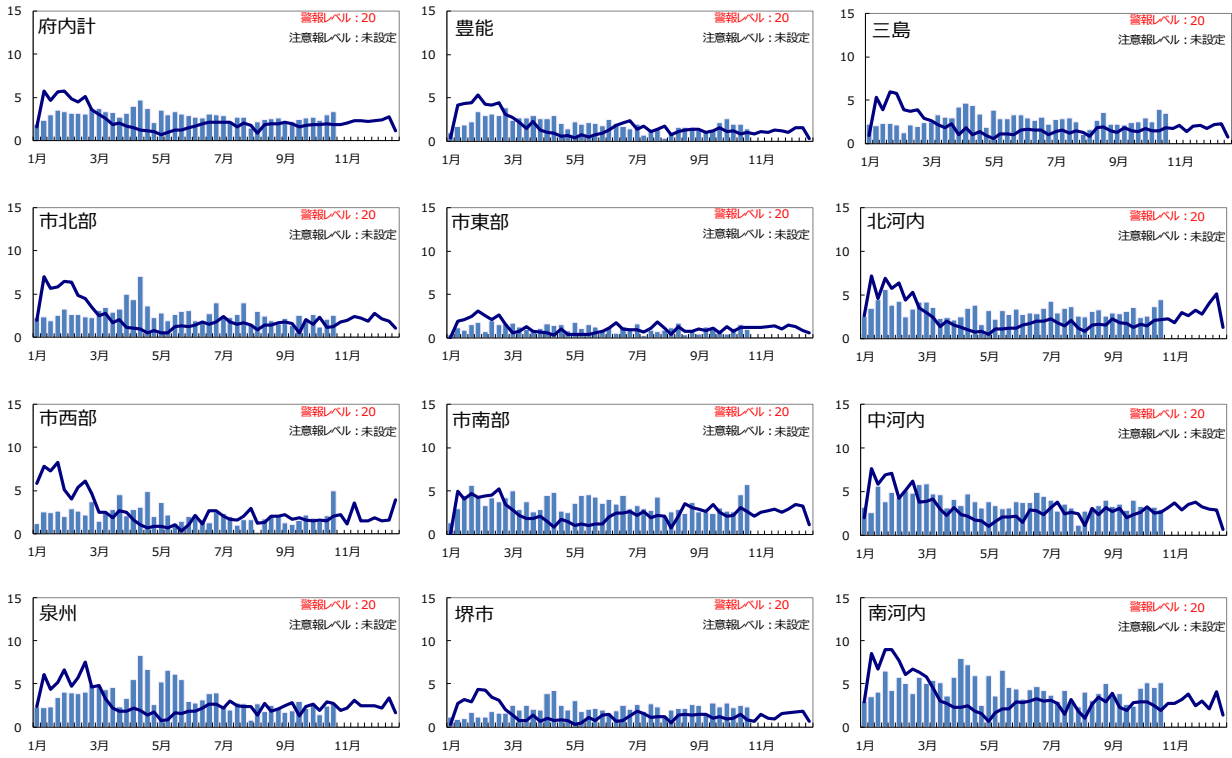 府内計
警報レベル：20
注意報レベル：未設定
15
10
5
0
1月 3月 5月 7月 9月 11月
豊能
警報レベル：20
注意報レベル：未設定
15
10
5
0
1月 3月 5月 7月 9月 11月
三島
警報レベル：20
注意報レベル：未設定
15
10
5
0
1月 3月 5月 7月 9月 11月
市北部
警報レベル：20
注意報レベル：未設定
15
10
5
0
1月 3月 5月 7月 9月 11月
市東部
警報レベル：20
注意報レベル：未設定
15
10
5
0
1月 3月 5月 7月 9月 11月
北河内
警報レベル：20
注意報レベル：未設定
15
10
5
0
1月 3月 5月 7月 9月 11月
市西部
警報レベル：20
注意報レベル：未設定
15
10
5
0
1月 3月 5月 7月 9月 11月
市南部
警報レベル：20
注意報レベル：未設定
15
10
5
0
1月 3月 5月 7月 9月 11月
中河内
警報レベル：20
注意報レベル：未設定
15
10
5
0
1月 3月 5月 7月 9月 11月
泉州
警報レベル：20
注意報レベル：未設定
15
10
5
0
1月 3月 5月 7月 9月 11月
堺市
警報レベル：20
注意報レベル：未設定
15
10
5
0
1月 3月 5月 7月 9月 11月
南河内
警報レベル：20
注意報レベル：未設定
15
10
5
0
1月 3月 5月 7月 9月 11月